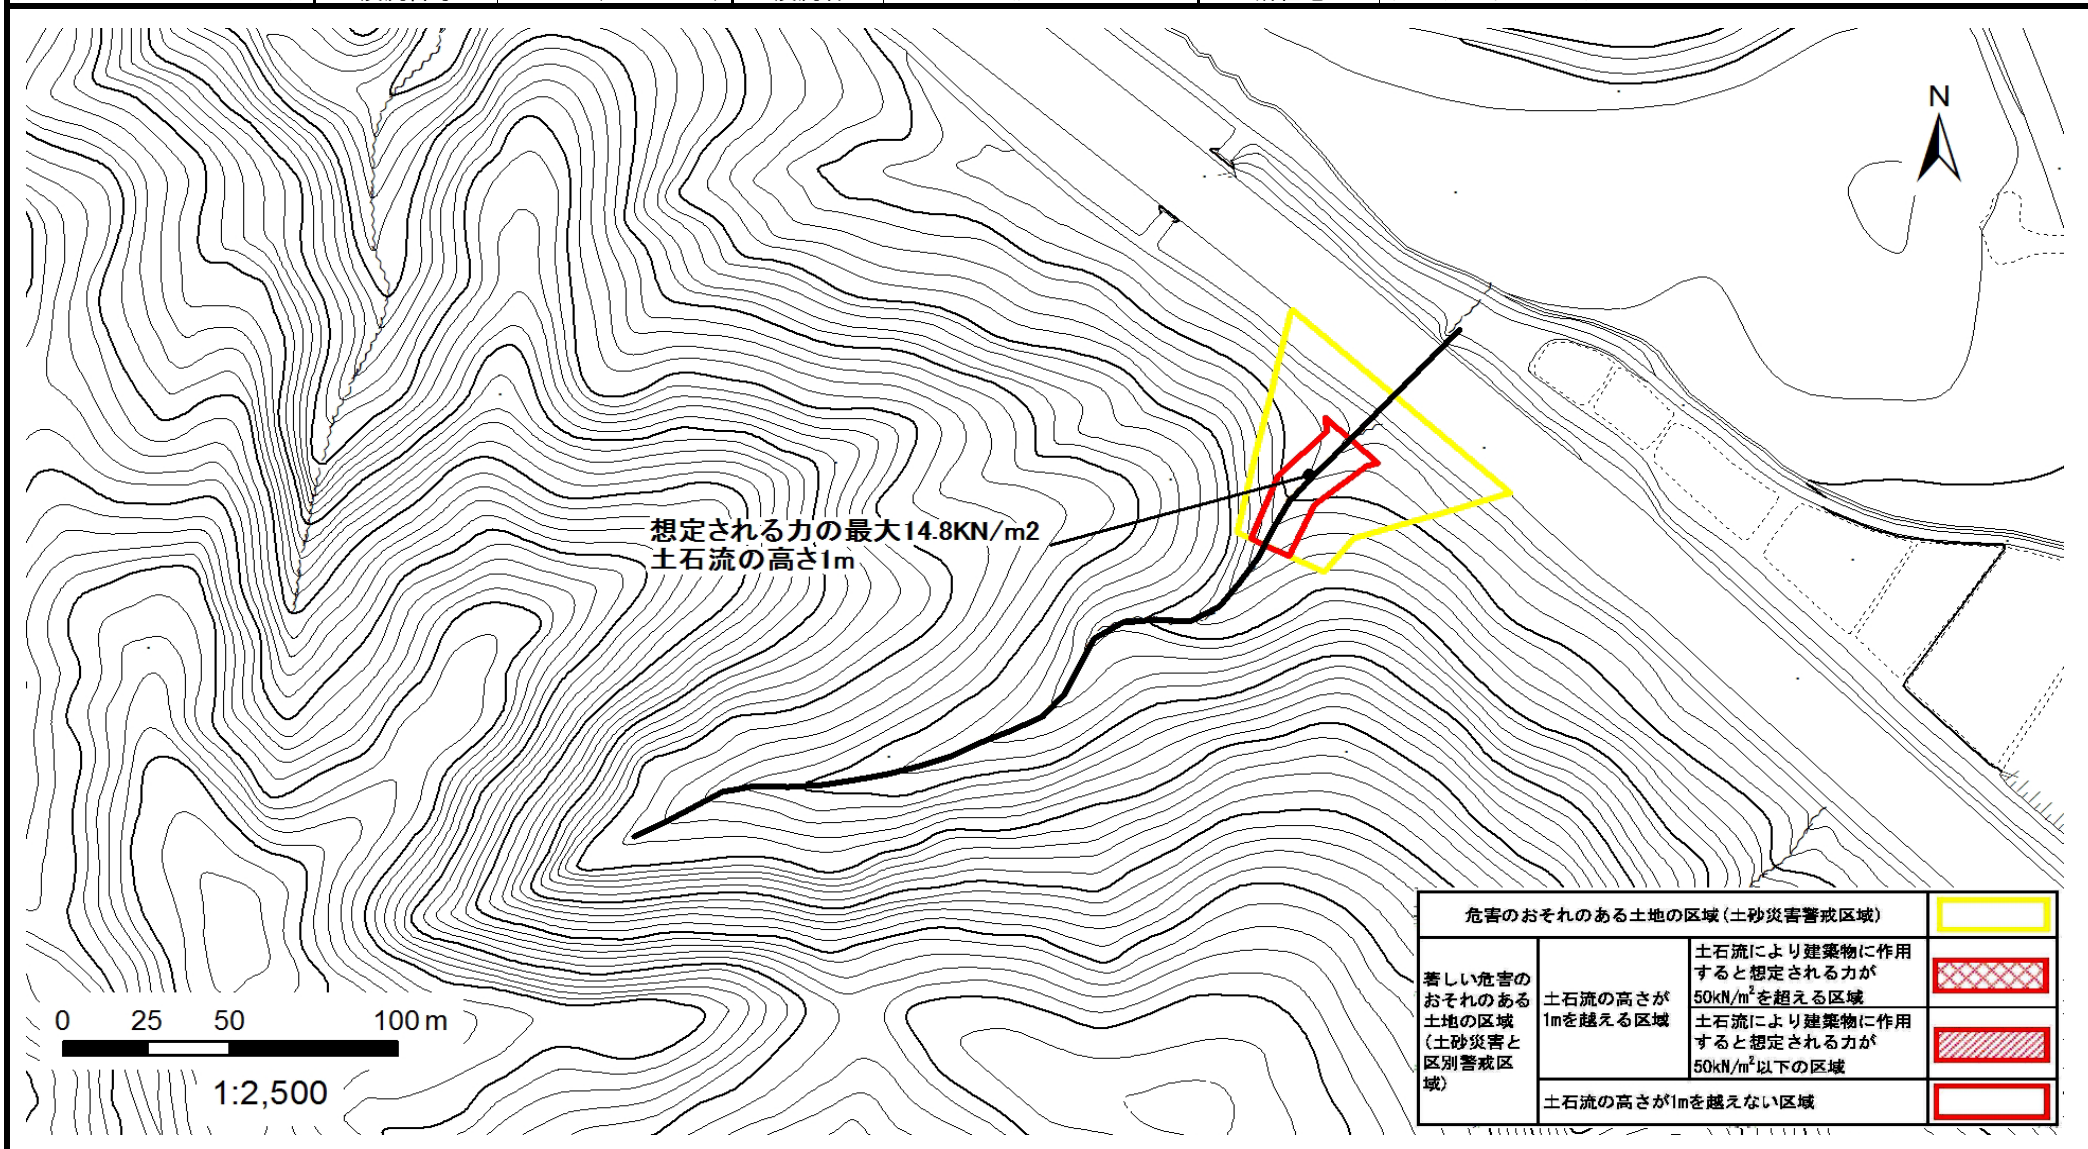 N
想定される力の最大14.8KN/m2
土石流の高さ1m
0 25 50 100 m
1:2,500
危害のおそれのある土地の区域(土砂災害警戒区域)
著しい危害の
おそれのある
土地の区域
(土砂災害と
区別警戒区
域)
土石流の高さが
1mを越える区域
土石流により建築物に作用
すると想定される力が
50kN/m²を超える区域
土石流により建築物に作用
すると想定される力が
50kN/m²以下の区域
土石流の高さが1mを越えない区域